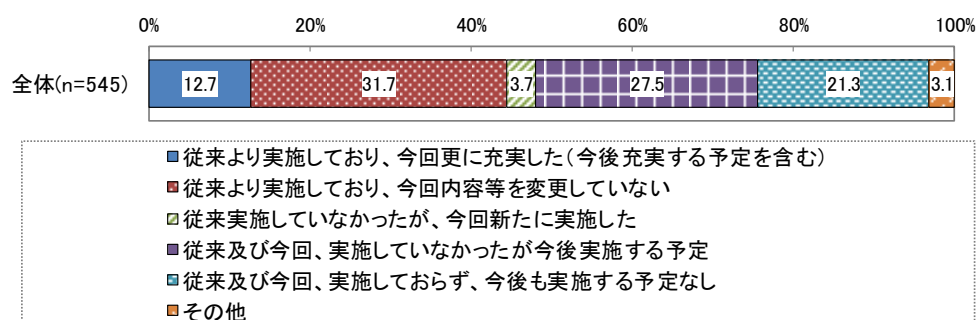 0% 20% 40% 60% 80% 100%
全体(n=545) 12.7 31.7 3.7 27.5 21.3 3.1
従来より実施しており、今回更に充実した(今後充実する予定を含む)
従来より実施しており、今回内容等を変更していない
従来実施していなかったが、今回新たに実施した
従来及び今回、実施していなかったが今後実施する予定
従来及び今回、実施しておらず、今後も実施する予定なし
その他